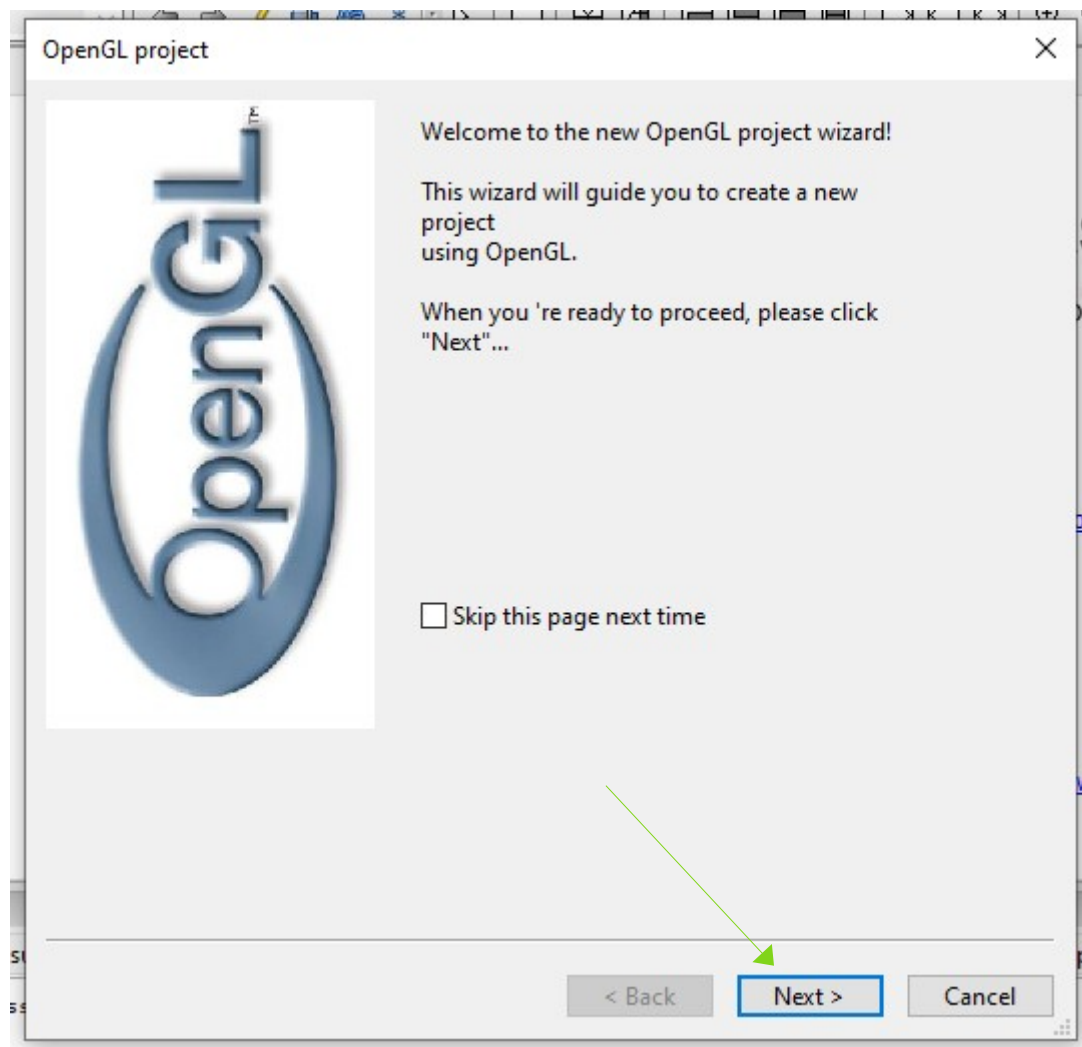 OpenGL project
OpenGL™
Welcome to the new OpenGL project wizard!
This wizard will guide you to create a new
project
using OpenGL.
When you 're ready to proceed, please click
"Next"...
Skip this page next time
< Back
Next >
Cancel